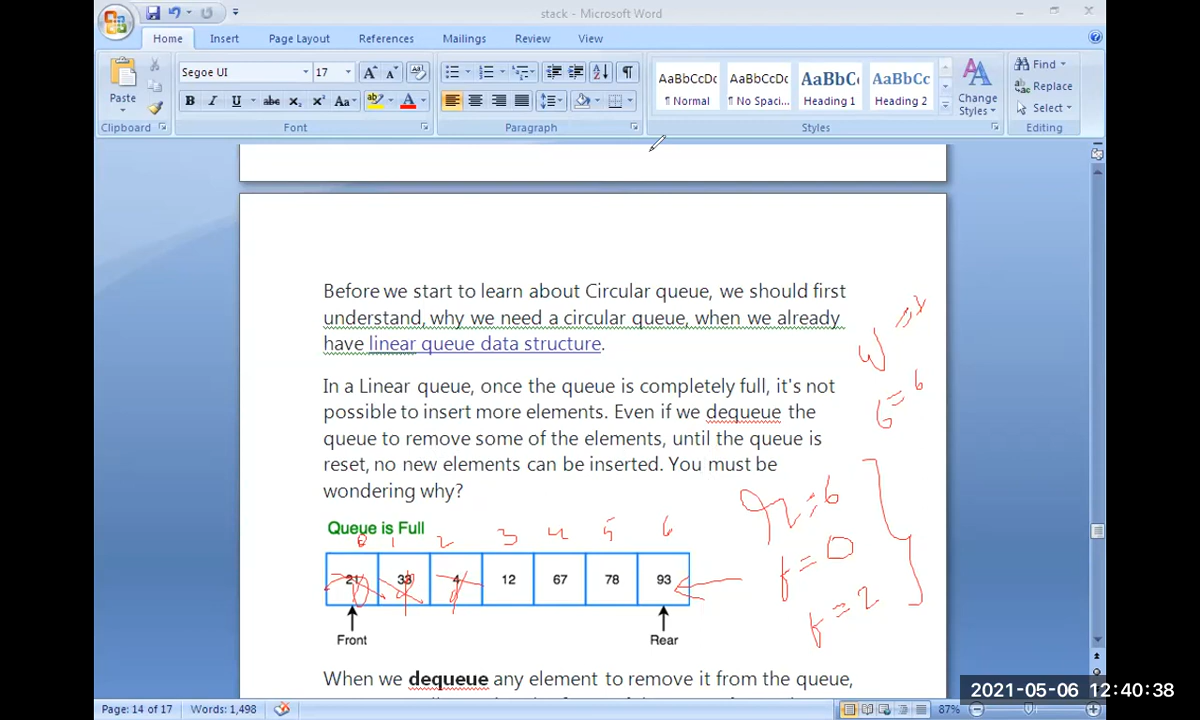 stack - Microsoft Word
Home Insert Page Layout References Mailings Review View
Paste
Clipboard
Segoe UI 17
Font
Paragraph
AaBbCcDc AaBbCcDc AaBbC AaBbCc
¶ Normal ¶ No Spaci... Heading 1 Heading 2
Change Styles
Styles
Find
Replace
Select
Editing
Before we start to learn about Circular queue, we should first
understand, why we need a circular queue, when we already
have linear queue data structure.
In a Linear queue, once the queue is completely full, it's not
possible to insert more elements. Even if we dequeue the
queue to remove some of the elements, until the queue is
reset, no new elements can be inserted. You must be
wondering why?
6=6
r=6
f=0
f=2
Queue is Full
0 1 2 3 4 5 6
21 33 4 12 67 78 93
Front Rear
When we dequeue any element to remove it from the queue,
Page: 14 of 17 Words: 1,498 87%
2021-05-06 12:40:38